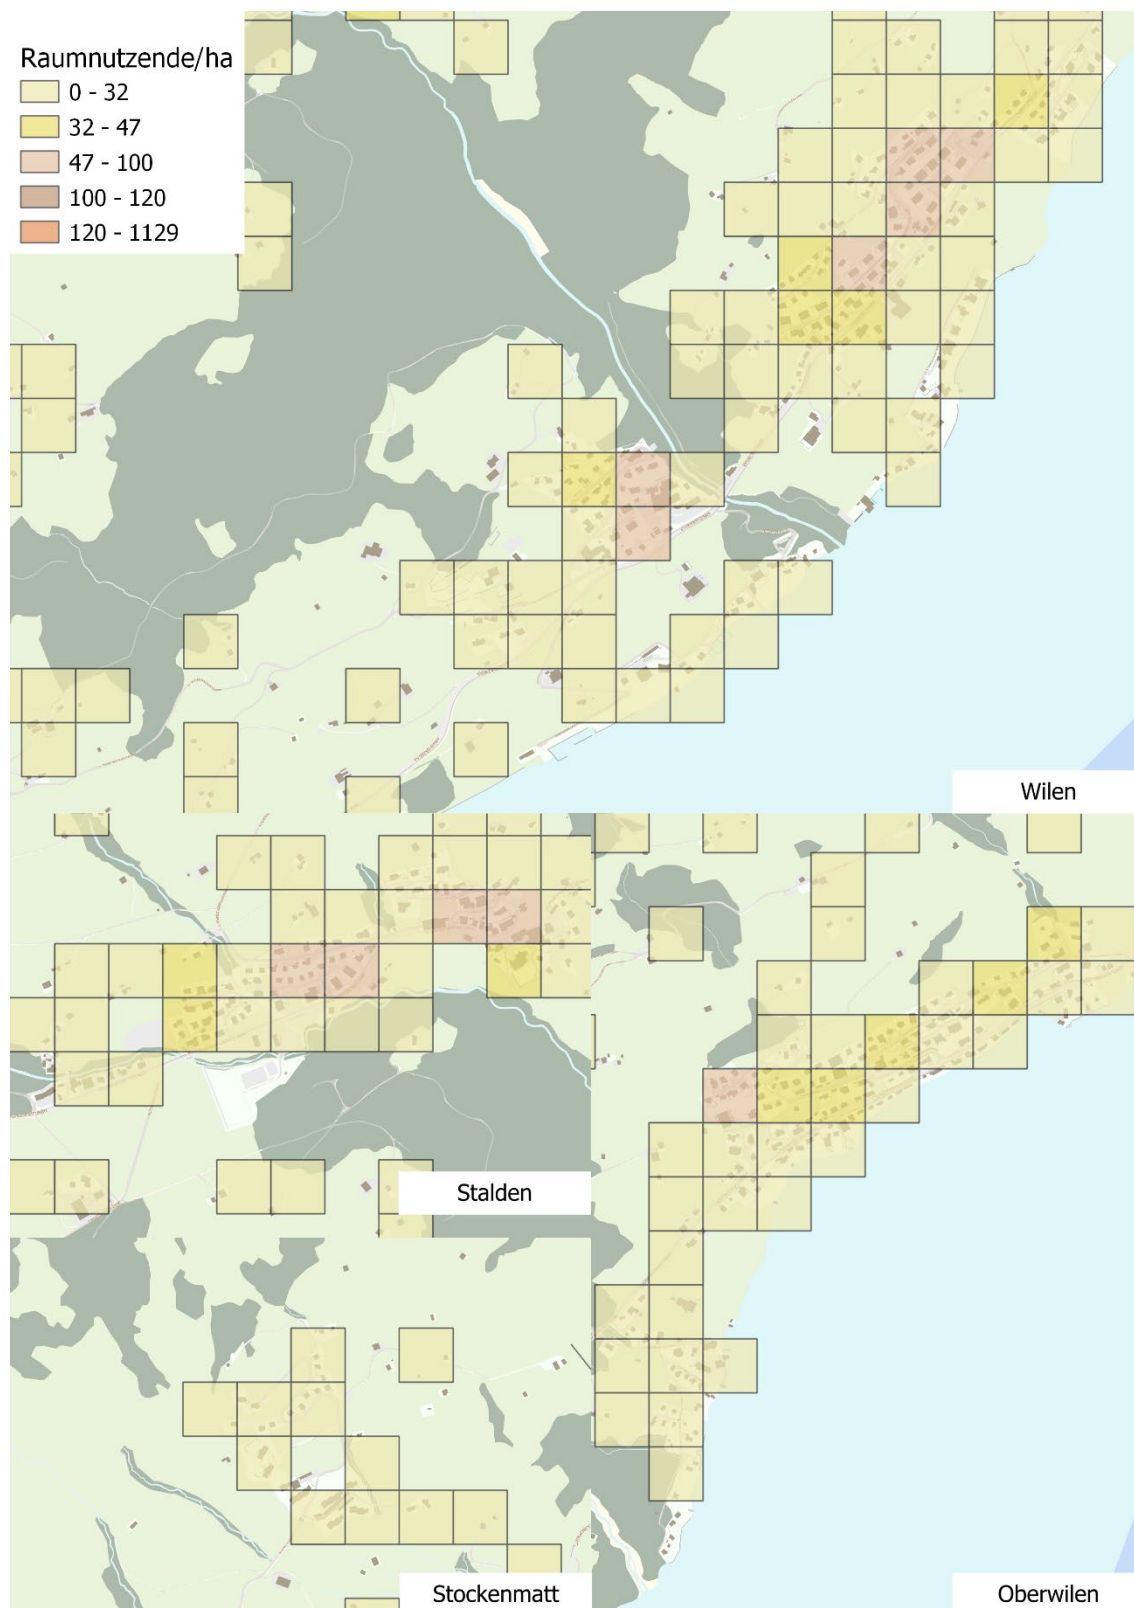 Raumnutzende/ha
0 - 32
32 - 47
47 - 100
100 - 120
120 - 1129
Wilen
Stalden
Stockenmatt
Oberwilen